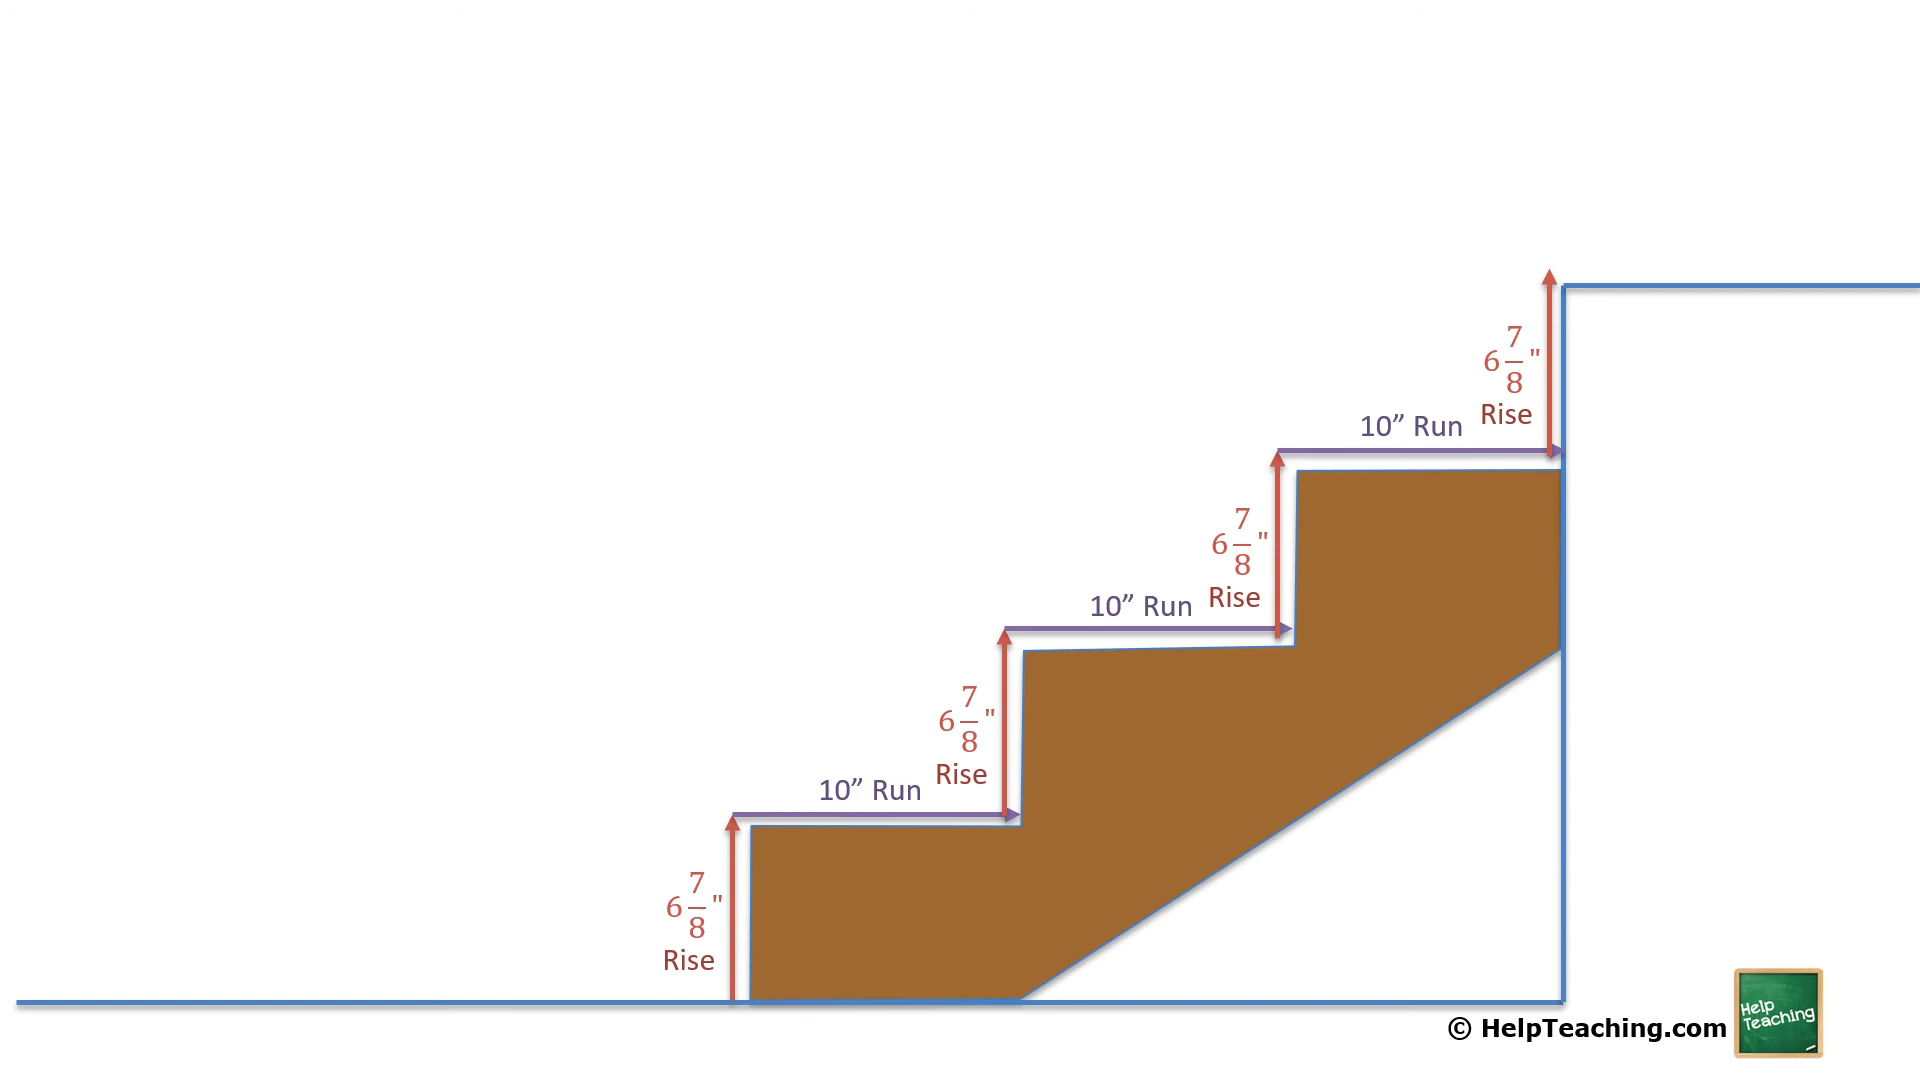 6 7/8 "
Rise
10” Run
6 7/8 "
Rise
10” Run
6 7/8 "
Rise
10” Run
6 7/8 "
Rise
© HelpTeaching.com
Help
Teaching